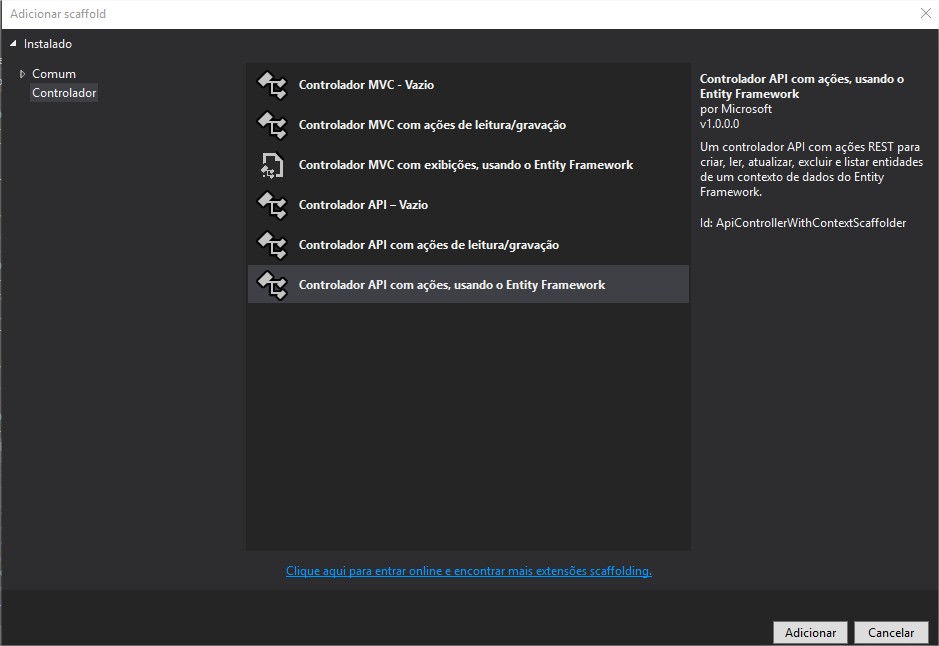 Adicionar scaffold
Instalado
Comum
Controlador
Controlador MVC - Vazio
Controlador MVC com ações de leitura/gravação
Controlador MVC com exibições, usando o Entity Framework
Controlador API – Vazio
Controlador API com ações de leitura/gravação
Controlador API com ações, usando o Entity Framework
Controlador API com ações, usando o
Entity Framework
por Microsoft
v1.0.0.0
Um controlador API com ações REST para
criar, ler, atualizar, excluir e listar entidades
de um contexto de dados do Entity
Framework.
Id: ApiControllerWithContextScaffolder
Clique aqui para entrar online e encontrar mais extensões scaffolding.
Adicionar
Cancelar